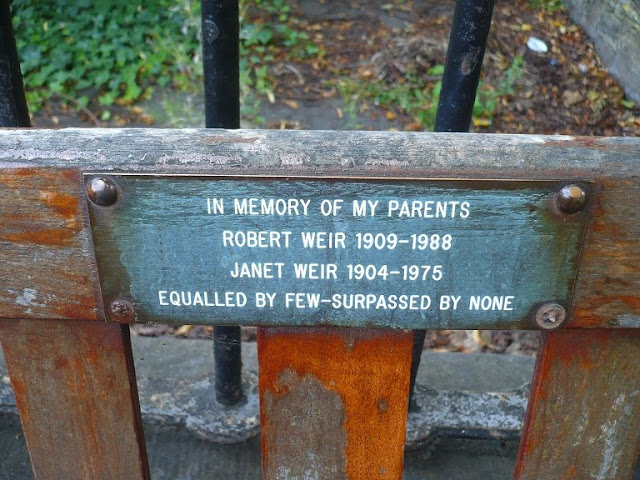 IN MEMORY OF MY PARENTS
ROBERT WEIR 1909-1988
JANET WEIR 1904-1975
EQUALLED BY FEW-SURPASSED BY NONE